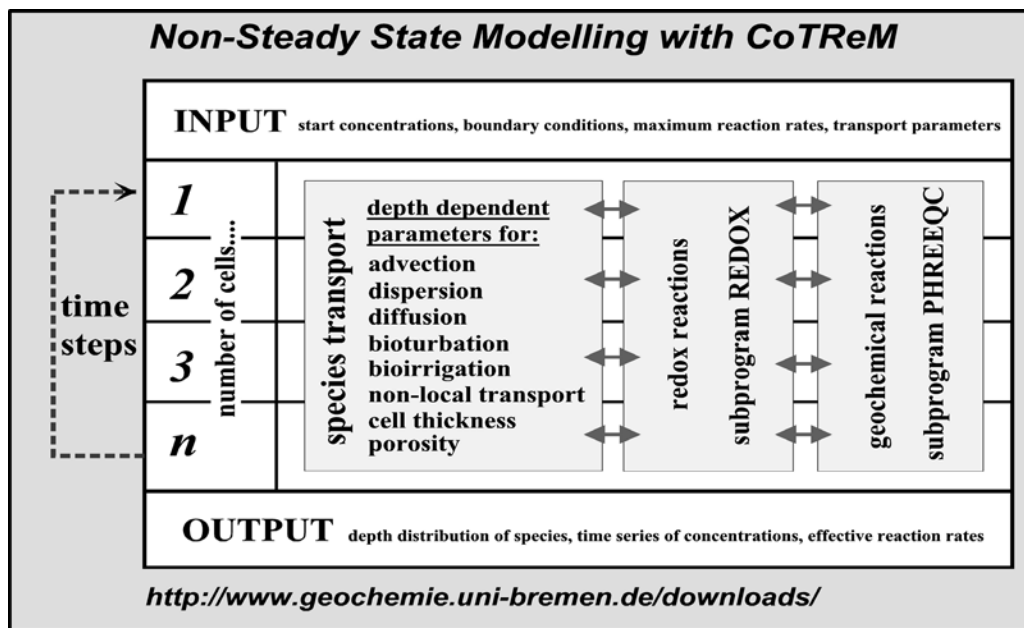 Non-Steady State Modelling with CoTReM
INPUT start concentrations, boundary conditions, maximum reaction rates, transport parameters
time
steps
1
2
3
n
number of cells....
species transport
depth dependent
parameters for:
advection
dispersion
diffusion
bioturbation
bioirrigation
non-local transport
cell thickness
porosity
redox reactions
subprogram REDOX
geochemical reactions
subprogram PHREEQC
OUTPUT depth distribution of species, time series of concentrations, effective reaction rates
http://www.geochemie.uni-bremen.de/downloads/